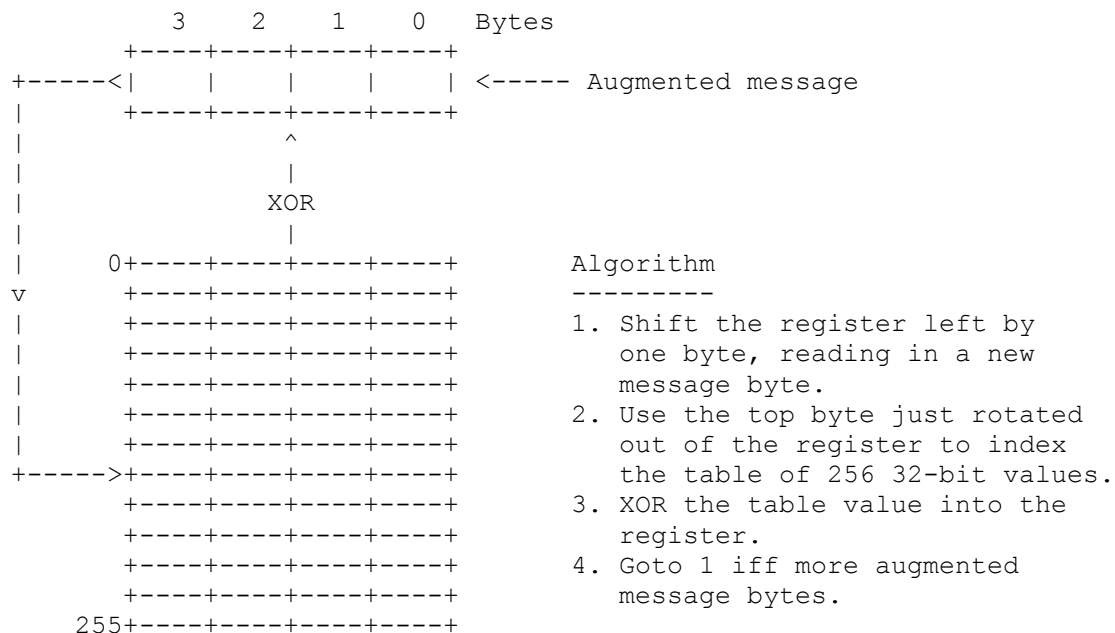 3 2 1 0 Bytes
+----+----+----+----+
+-----<| | | | | <----- Augmented message
| +----+----+----+----+
| ^
| |
| XOR
| |
| 0+----+----+----+----+ Algorithm
v +----+----+----+----+ ---------
| +----+----+----+----+ 1. Shift the register left by
| +----+----+----+----+ one byte, reading in a new
| +----+----+----+----+ message byte.
| +----+----+----+----+ 2. Use the top byte just rotated
| +----+----+----+----+ out of the register to index
+----->+----+----+----+----+ the table of 256 32-bit values.
+----+----+----+----+ 3. XOR the table value into the
+----+----+----+----+ register.
+----+----+----+----+ 4. Goto 1 iff more augmented
+----+----+----+----+ message bytes.
255+----+----+----+----+